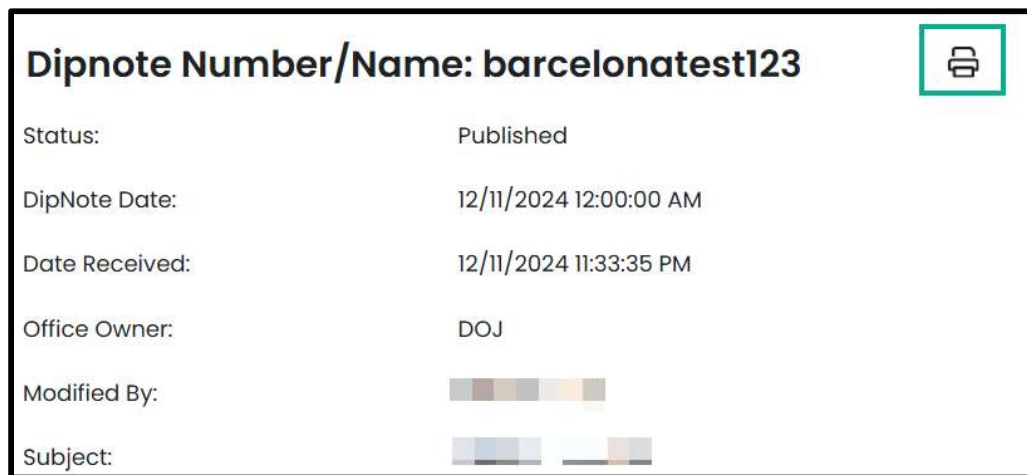 Dipnote Number/Name: barcelonatest123
Status: Published
DipNote Date: 12/11/2024 12:00:00 AM
Date Received: 12/11/2024 11:33:35 PM
Office Owner: DOJ
Modified By:
Subject: